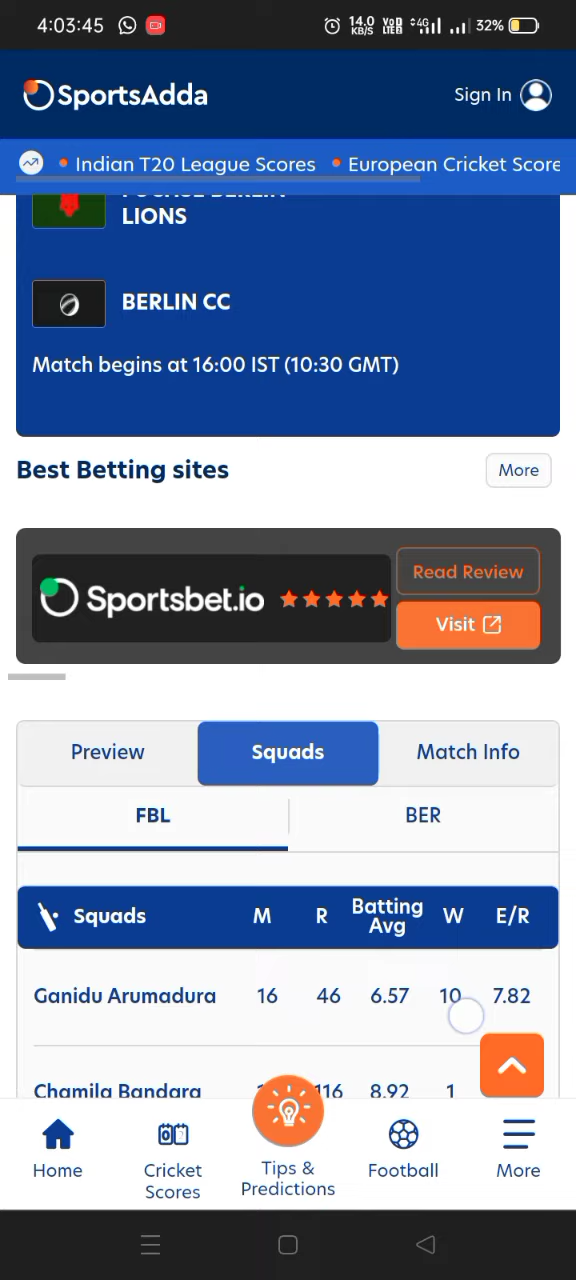 4:03:45 14.0 KB/S VoD LTE2 4G 32%
SportsAdda
Sign In
Indian T20 League Scores
European Cricket Score
LIONS
BERLIN CC
Match begins at 16:00 IST (10:30 GMT)
Best Betting sites
More
Sportsbet.io
Read Review
Visit
Preview Squads Match Info
FBL BER
Squads M R Batting Avg W E/R
Ganidu Arumadura 16 46 6.57 10 7.82
Chamila Bandara 116 8.92 1
Home
Cricket Scores
Tips & Predictions
Football
More